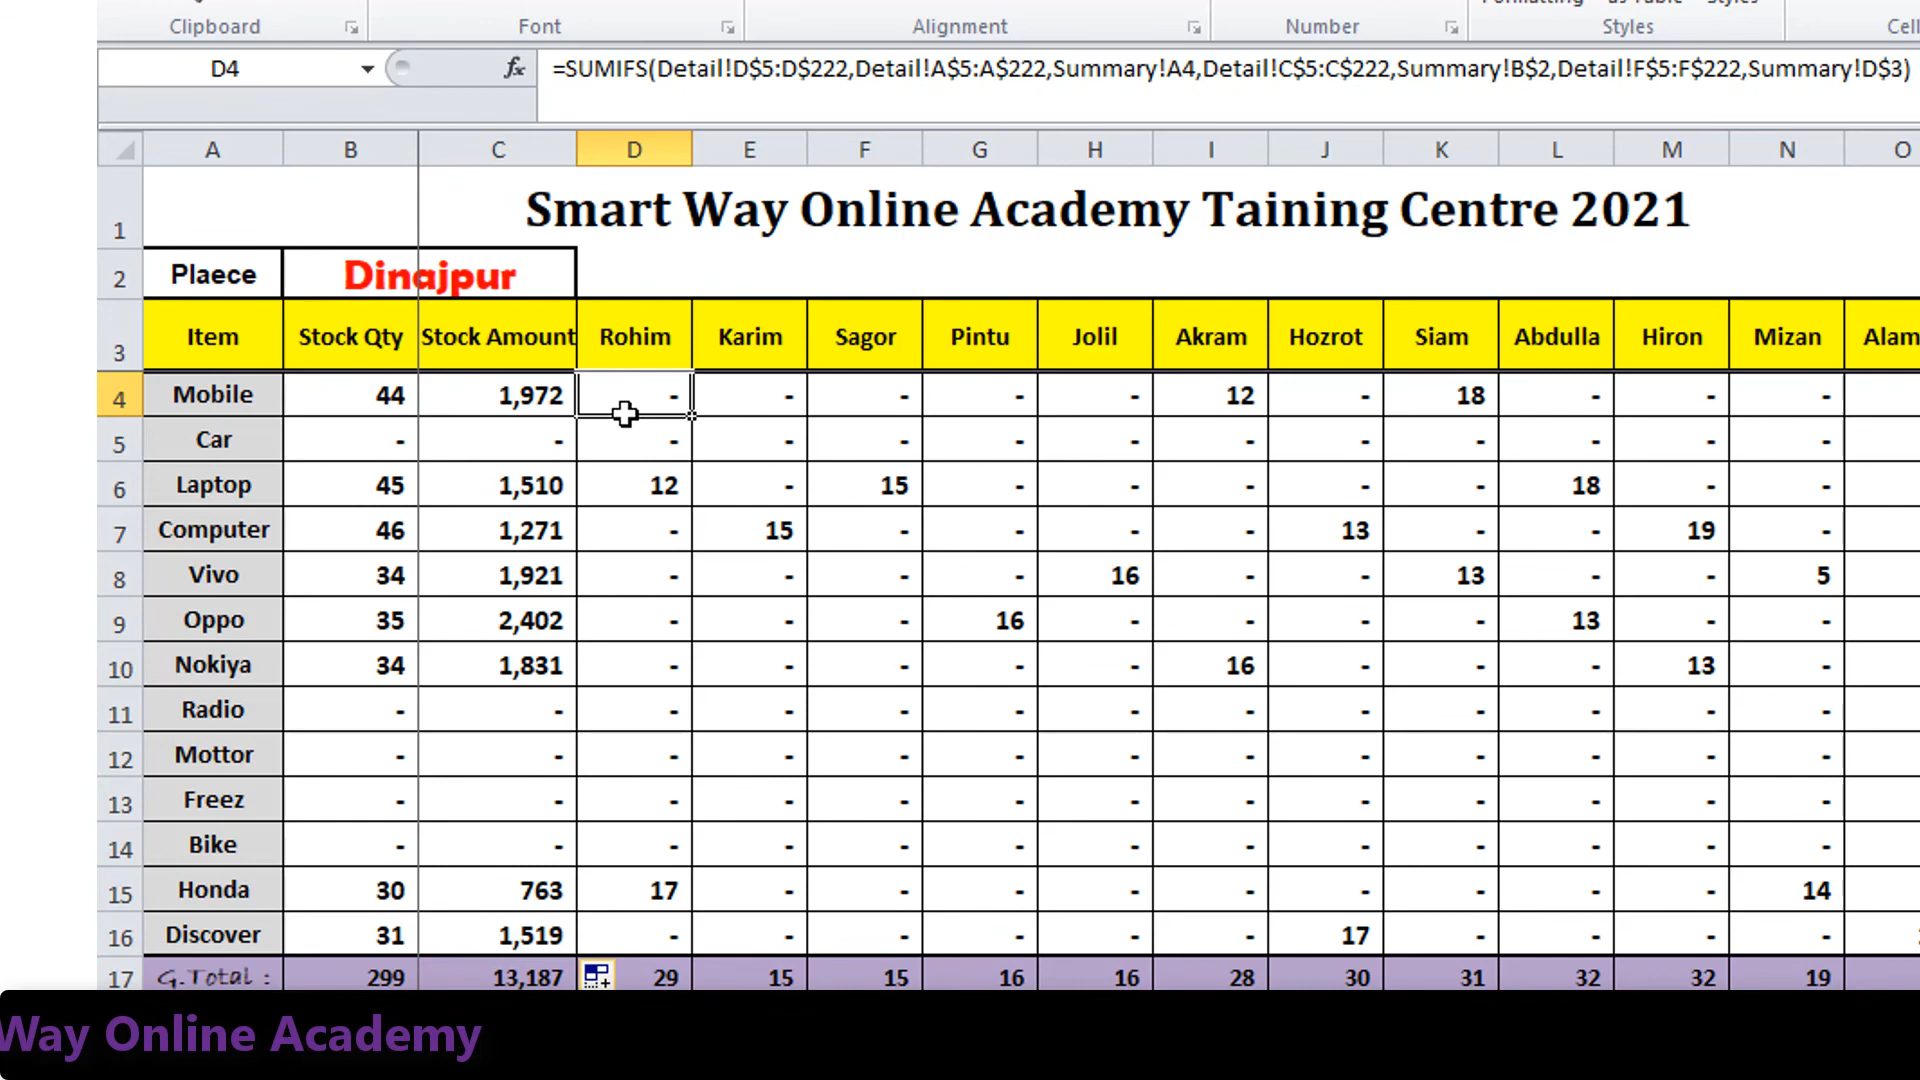 Clipboard Font Alignment Number Styles Cell
D4 fx =SUMIFS(Detail!D$5:D$222,Detail!A$5:A$222,Summary!A4,Detail!C$5:C$222,Summary!B$2,Detail!F$5:F$222,Summary!D$3)
A B C D E F G H I J K L M N O
1 Smart Way Online Academy Taining Centre 2021
2 Plaece Dinajpur
3 Item Stock Qty Stock Amount Rohim Karim Sagor Pintu Jolil Akram Hozrot Siam Abdulla Hiron Mizan Alam
4 Mobile 44 1,972 - - - - - 12 - 18 - - -
5 Car - - - - - - - - - - - - -
6 Laptop 45 1,510 12 - 15 - - - - - 18 - -
7 Computer 46 1,271 - 15 - - - - 13 - - 19 -
8 Vivo 34 1,921 - - - - 16 - - 13 - - 5
9 Oppo 35 2,402 - - - 16 - - - - 13 - -
10 Nokiya 34 1,831 - - - - - 16 - - - 13 -
11 Radio - - - - - - - - - - - - -
12 Mottor - - - - - - - - - - - - -
13 Freez - - - - - - - - - - - - -
14 Bike - - - - - - - - - - - - -
15 Honda 30 763 17 - - - - - - - - - 14
16 Discover 31 1,519 - - - - - - 17 - - - -
17 G.Total : 299 13,187 29 15 15 16 16 28 30 31 32 32 19
Way Online Academy